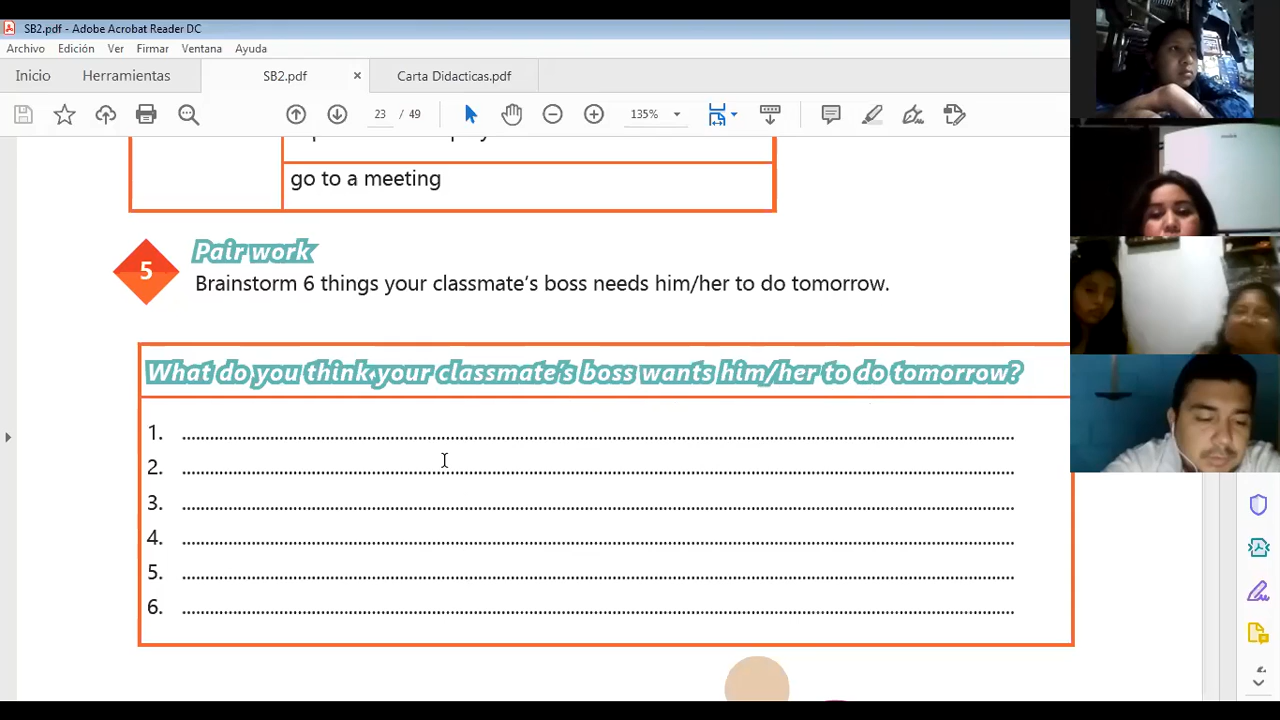 SB2.pdf - Adobe Acrobat Reader DC
Archivo Edición Ver Firmar Ventana Ayuda
Inicio Herramientas SB2.pdf × Carta Didacticas.pdf
23 / 49 135%
go to a meeting
5 Pair work
Brainstorm 6 things your classmate's boss needs him/her to do tomorrow.
What do you think your classmate's boss wants him/her to do tomorrow?
1.
2.
3.
4.
5.
6.